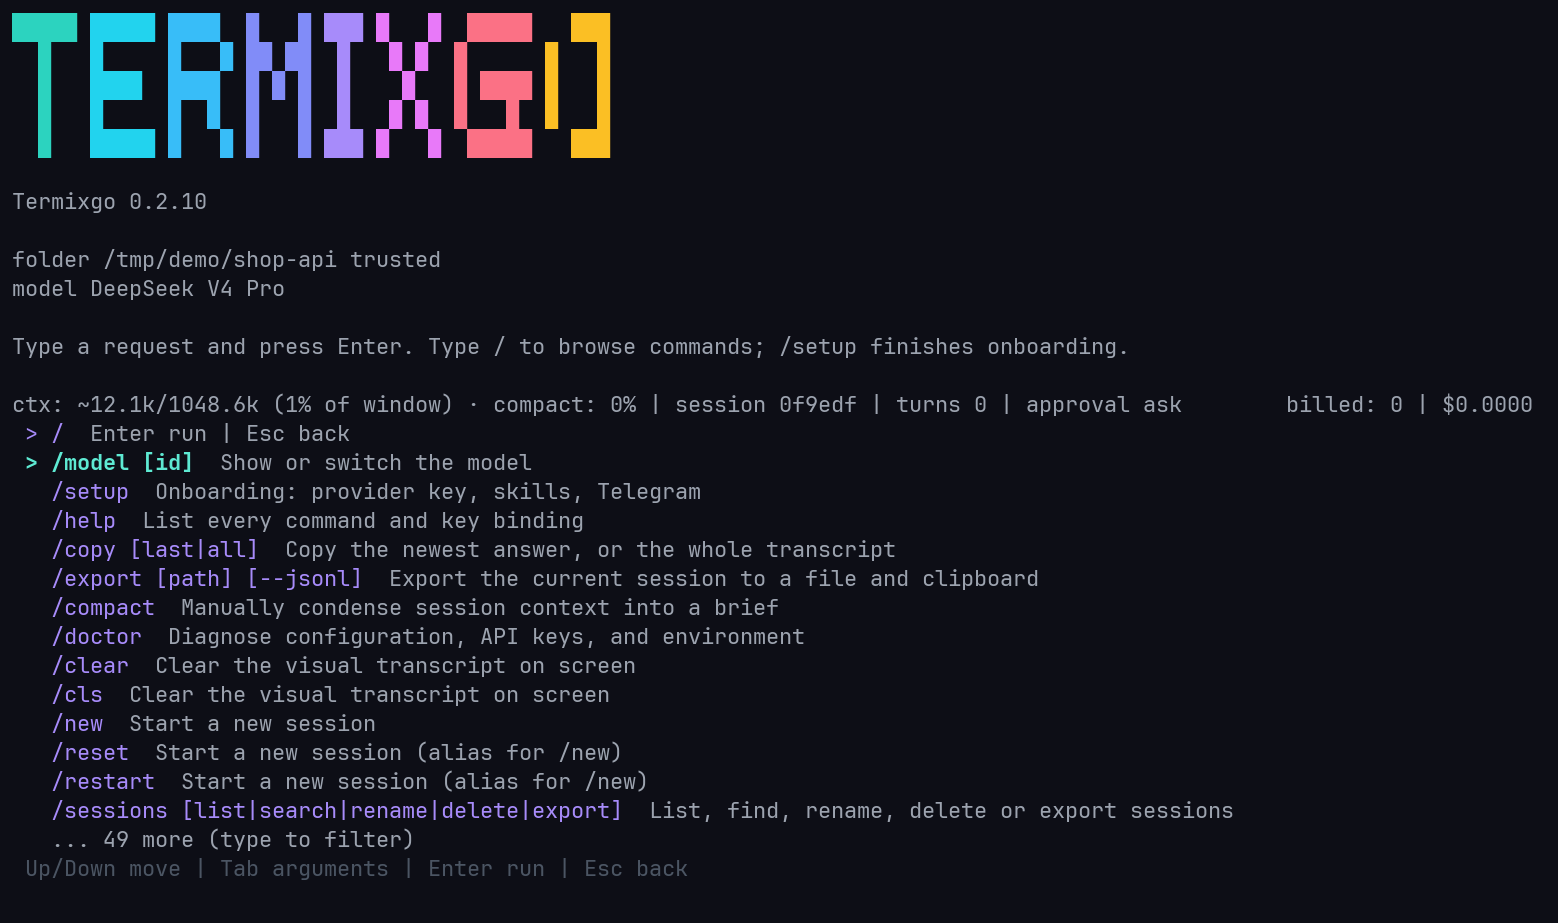 TERMIXGO
Termixgo 0.2.10
folder /tmp/demo/shop-api trusted
model DeepSeek V4 Pro
Type a request and press Enter. Type / to browse commands; /setup finishes onboarding.
ctx: ~12.1k/1048.6k (1% of window) · compact: 0% | session 0f9edf | turns 0 | approval ask        billed: 0 | $0.0000
> /  Enter run | Esc back
> /model [id]  Show or switch the model
/setup  Onboarding: provider key, skills, Telegram
/help  List every command and key binding
/copy [last|all]  Copy the newest answer, or the whole transcript
/export [path] [--jsonl]  Export the current session to a file and clipboard
/compact  Manually condense session context into a brief
/doctor  Diagnose configuration, API keys, and environment
/clear  Clear the visual transcript on screen
/cls  Clear the visual transcript on screen
/new  Start a new session
/reset  Start a new session (alias for /new)
/restart  Start a new session (alias for /new)
/sessions [list|search|rename|delete|export]  List, find, rename, delete or export sessions
... 49 more (type to filter)
Up/Down move | Tab arguments | Enter run | Esc back